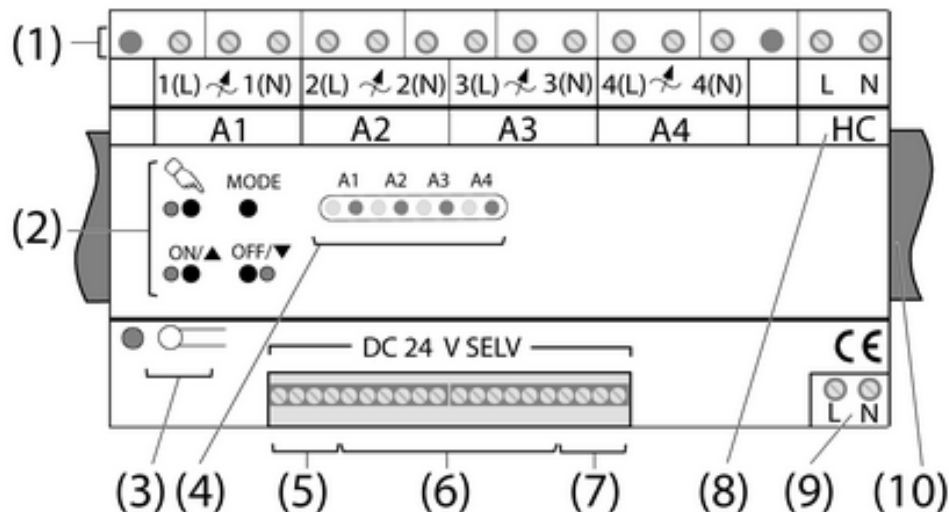 (1)
1(L) 1(N) 2(L) 2(N) 3(L) 3(N) 4(L) 4(N) L N
A1 A2 A3 A4 HC
MODE A1 A2 A3 A4
(2)
ON/▲ OFF/▼
DC 24 V SELV CE
L N
(3) (4) (5) (6) (7) (8) (9) (10)